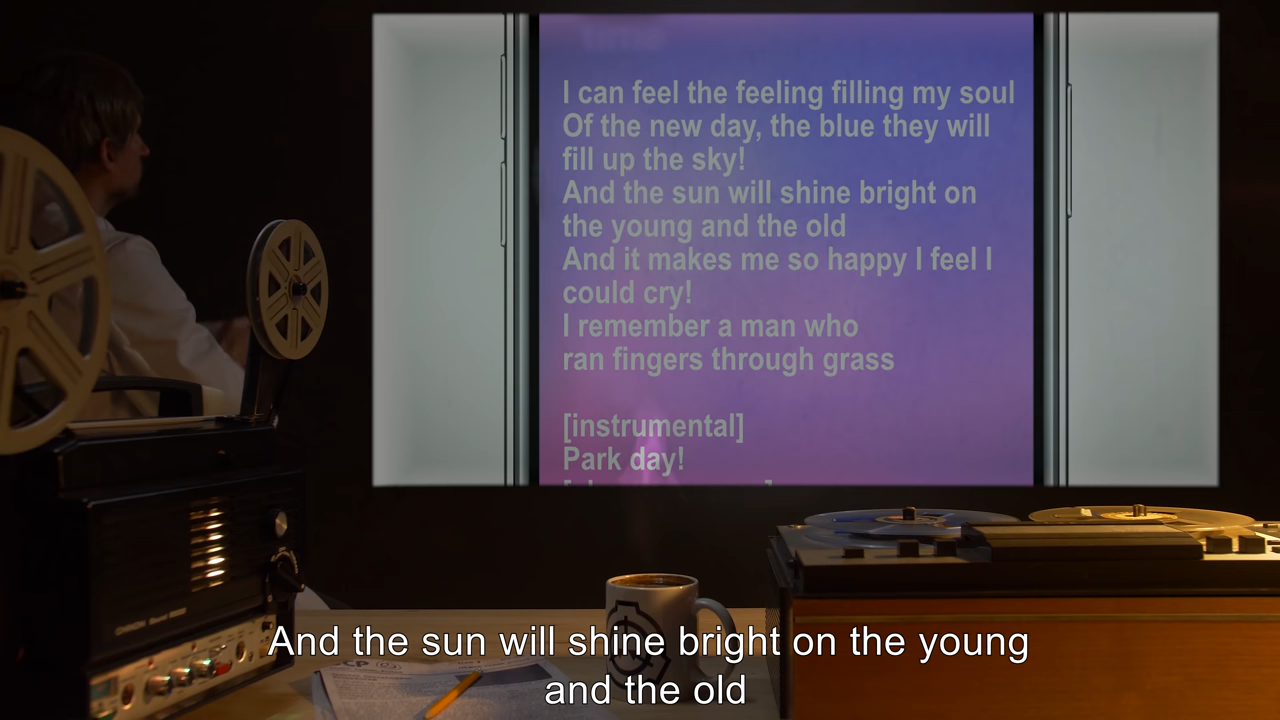 time
I can feel the feeling filling my soul
Of the new day, the blue they will
fill up the sky!
And the sun will shine bright on
the young and the old
And it makes me so happy I feel I
could cry!
I remember a man who
ran fingers through grass
[instrumental]
Park day!
And the sun will shine bright on the young
and the old